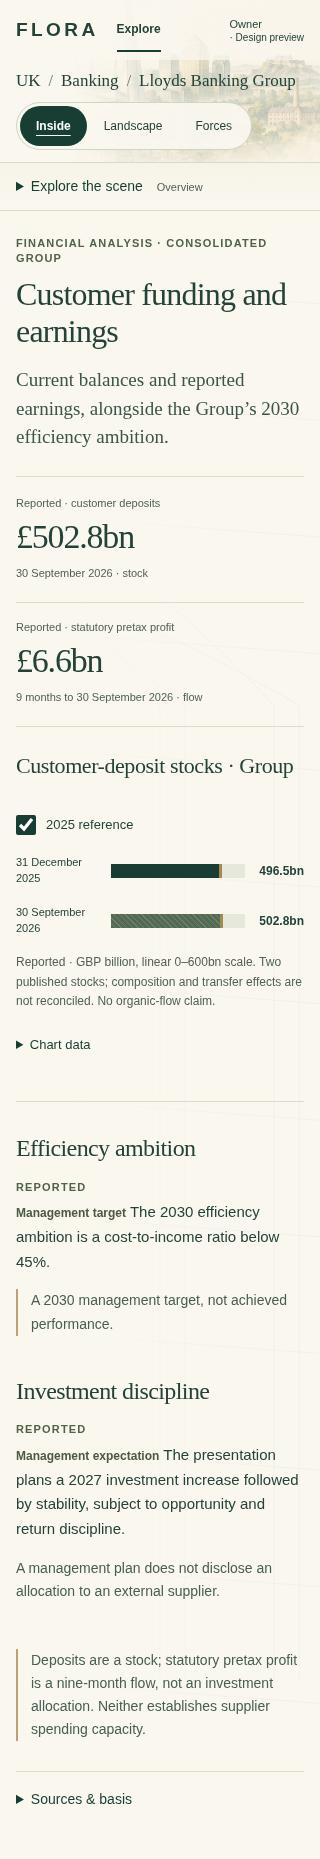 FLORA
Explore
Owner
· Design preview
UK / Banking / Lloyds Banking Group
Inside
Landscape
Forces
Explore the scene
Overview
FINANCIAL ANALYSIS · CONSOLIDATED
GROUP
Customer funding and
earnings
Current balances and reported
earnings, alongside the Group’s 2030
efficiency ambition.
Reported · customer deposits
£502.8bn
30 September 2026 · stock
Reported · statutory pretax profit
£6.6bn
9 months to 30 September 2026 · flow
Customer-deposit stocks · Group
2025 reference
31 December
2025
496.5bn
30 September
2026
502.8bn
Reported · GBP billion, linear 0–600bn scale. Two
published stocks; composition and transfer effects are
not reconciled. No organic-flow claim.
Chart data
Efficiency ambition
REPORTED
Management target The 2030 efficiency
ambition is a cost-to-income ratio below
45%.
A 2030 management target, not achieved
performance.
Investment discipline
REPORTED
Management expectation The presentation
plans a 2027 investment increase followed
by stability, subject to opportunity and
return discipline.
A management plan does not disclose an
allocation to an external supplier.
Deposits are a stock; statutory pretax profit
is a nine-month flow, not an investment
allocation. Neither establishes supplier
spending capacity.
Sources & basis